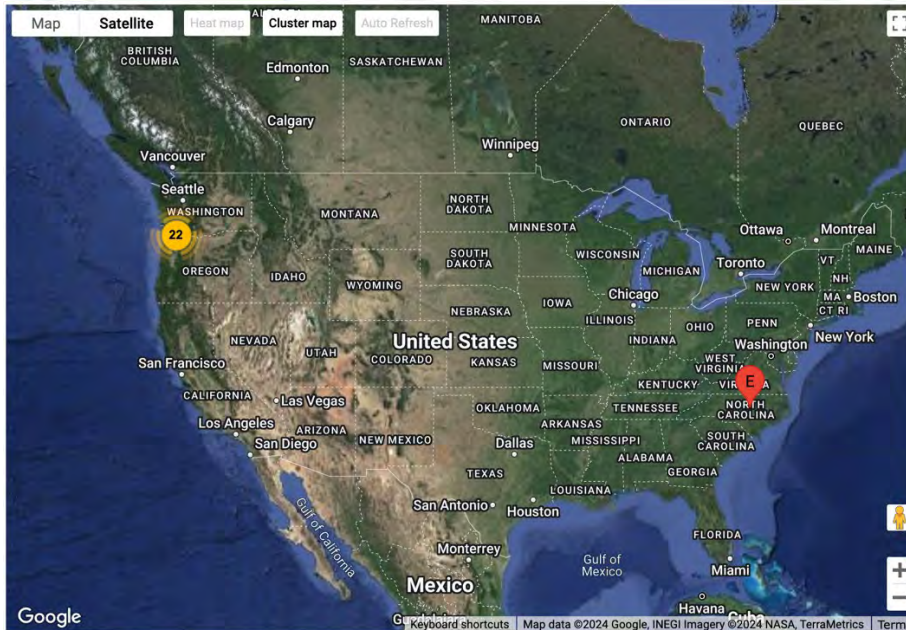 Map Satellite Heat map Cluster map Auto Refresh
MANITOBA
BRITISH
COLUMBIA
Edmonton
SASKATCHEWAN
Calgary
ONTARIO
QUEBEC
Winnipeg
Vancouver
Seattle
WASHINGTON
22
NORTH
DAKOTA
MONTANA
MINNESOTA
Ottawa
Montreal
MAINE
OREGON
IDAHO
SOUTH
DAKOTA
WISCONSIN
MICHIGAN
Toronto
VT
NH
WYOMING
NEW YORK
MA
Boston
IOWA
Chicago
CT RI
NEBRASKA
ILLINOIS
OHIO
PENN
NEVADA
UTAH
United States
INDIANA
Washington
New York
San Francisco
COLORADO
KANSAS
MISSOURI
WEST
VIRGINIA
KENTUCKY
VIRGINIA
E
CALIFORNIA
Las Vegas
OKLAHOMA
TENNESSEE
NORTH
CAROLINA
Los Angeles
ARIZONA
NEW MEXICO
ARKANSAS
San Diego
Dallas
MISSISSIPPI
SOUTH
CAROLINA
ALABAMA
TEXAS
GEORGIA
LOUISIANA
San Antonio
Houston
Gulf of California
FLORIDA
Monterrey
Gulf of
Mexico
Miami
Mexico
Havana
Cuba
Google
Keyboard shortcuts Map data ©2024 Google, INEGI Imagery ©2024 NASA, TerraMetrics Term